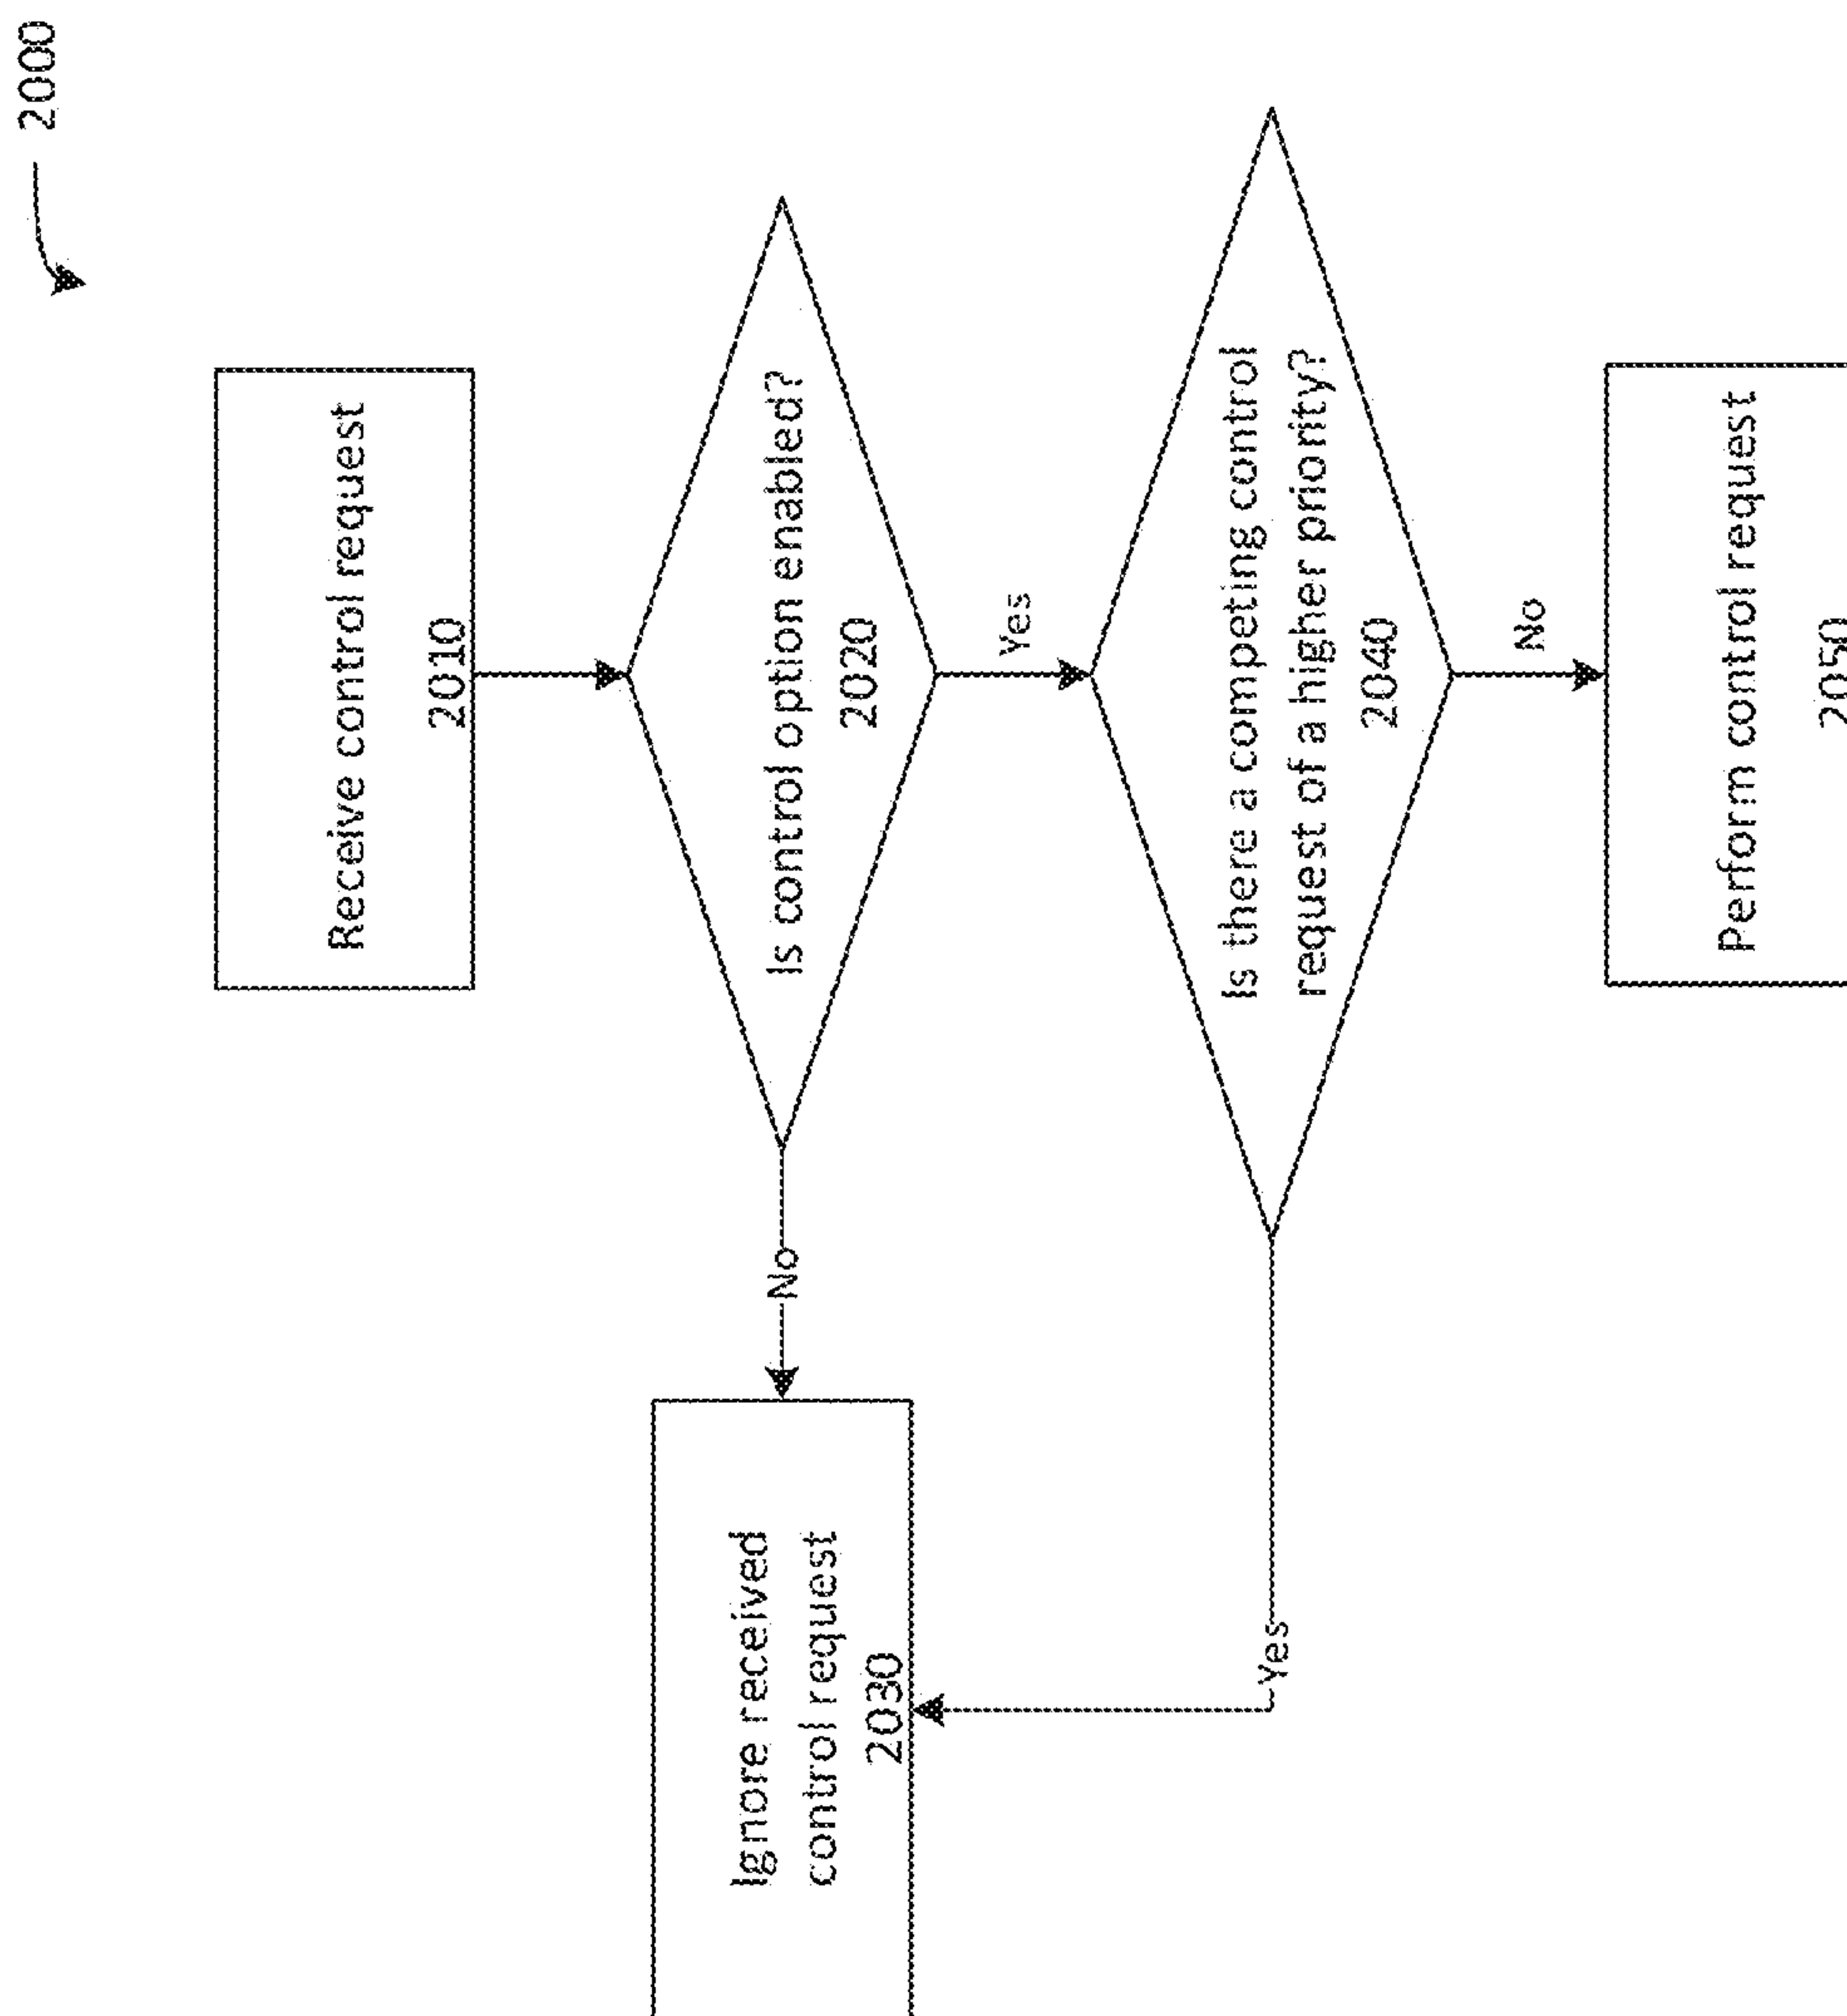 2000
Receive control request
2010
Is control option enabled?
2020
No
Yes
Ignore received
control request
2030
Is there a competing control
request of a higher priority?
2040
Yes
No
Perform control request
2050